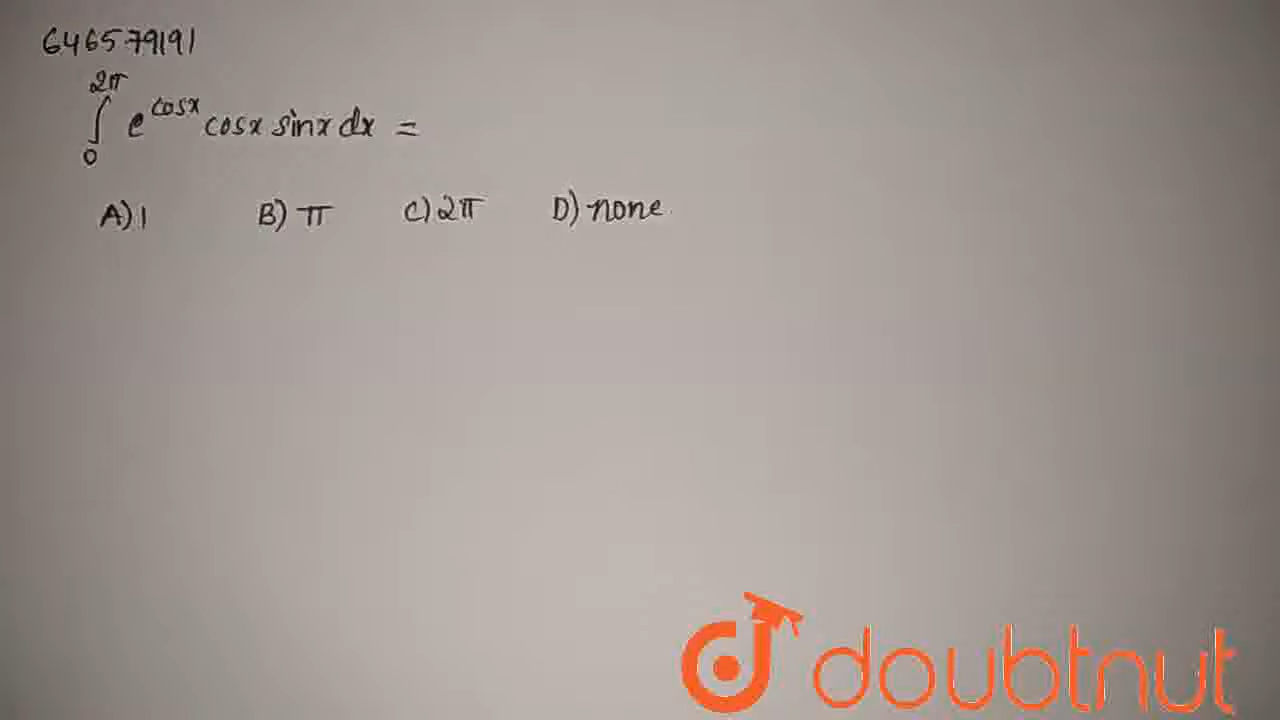 646579191
2π
∫ e^cosx cosx sinx dx =
0
A) 1 B) π C) 2π D) none.
doubtnut